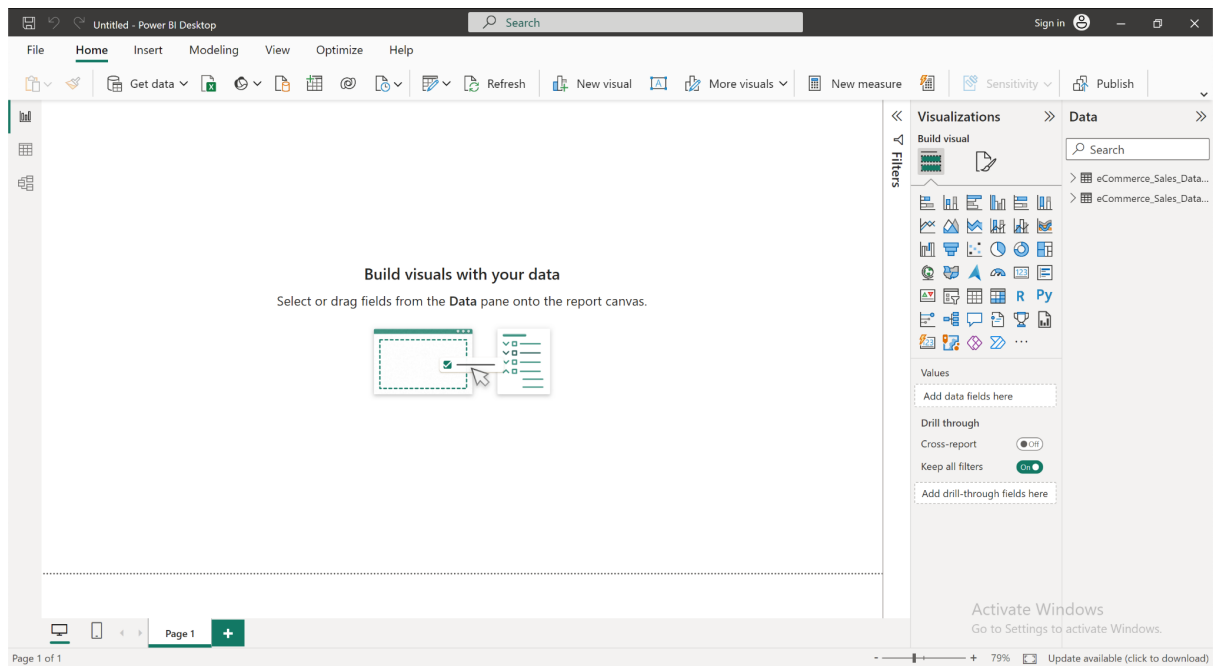 Untitled - Power BI Desktop
Search
Sign in
File Home Insert Modeling View Optimize Help
Get data
Refresh
New visual
A
More visuals
New measure
Sensitivity
Publish
Filters
Visualizations
Build visual
123
R Py
123
Values
Add data fields here
Drill through
Cross-report
Off
Keep all filters
On
Add drill-through fields here
Data
Search
eCommerce_Sales_Data...
eCommerce_Sales_Data...
Build visuals with your data
Select or drag fields from the Data pane onto the report canvas.
Activate Windows
Go to Settings to activate Windows.
Page 1
+
Page 1 of 1
- + 79%
Update available (click to download)